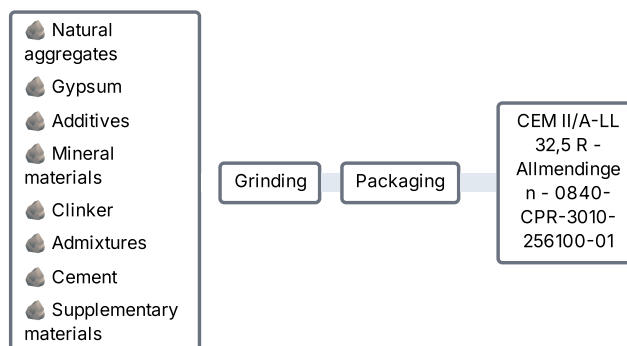 Natural
aggregates
Gypsum
Additives
Mineral
materials
Clinker
Admixtures
Cement
Supplementary
materials
Grinding
Packaging
CEM II/A-LL
32,5 R -
Allmendinge
n - 0840-
CPR-3010-
256100-01